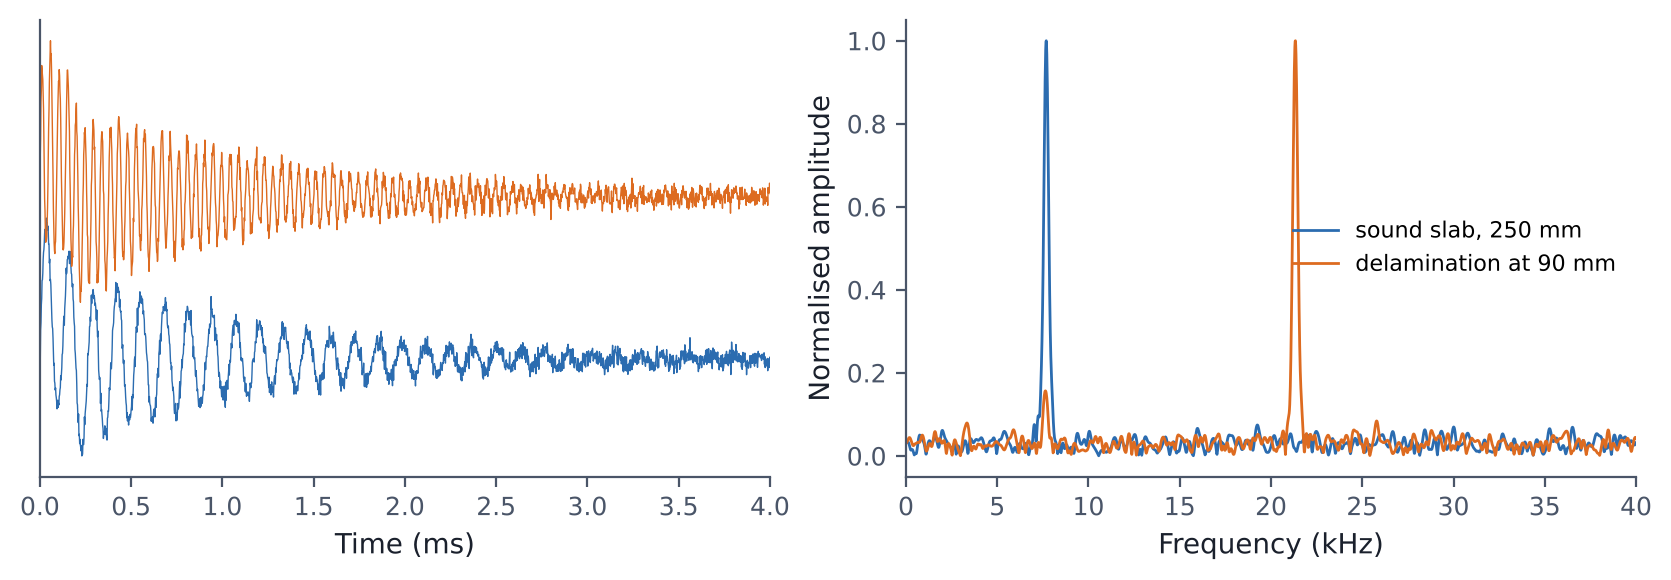 0.0 0.5 1.0 1.5 2.0 2.5 3.0 3.5 4.0
Time (ms)
Normalised amplitude
1.0
0.8
0.6
0.4
0.2
0.0
sound slab, 250 mm
delamination at 90 mm
0 5 10 15 20 25 30 35 40
Frequency (kHz)